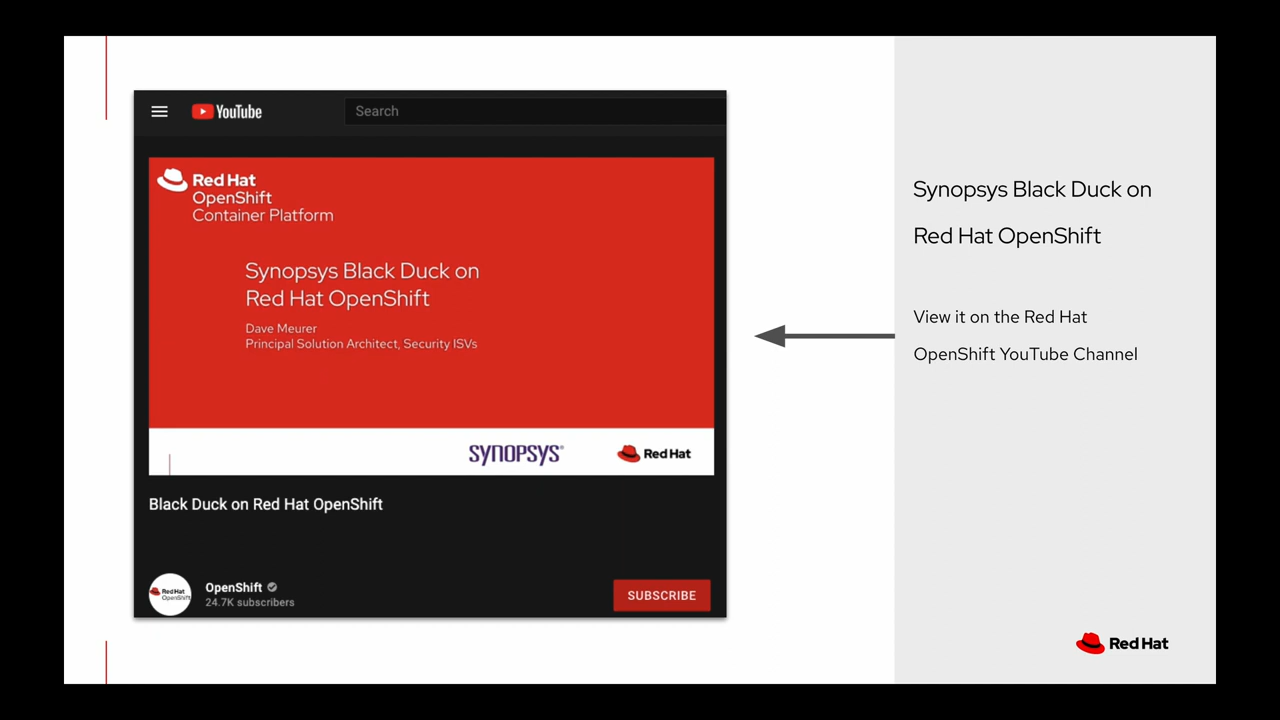 YouTube
Search
Red Hat
OpenShift
Container Platform
Synopsys Black Duck on
Red Hat OpenShift
Dave Meurer
Principal Solution Architect, Security ISVs
SYNOPSYS®
Red Hat
Black Duck on Red Hat OpenShift
Red Hat
OpenShift
OpenShift
24.7K subscribers
SUBSCRIBE
Synopsys Black Duck on
Red Hat OpenShift
View it on the Red Hat
OpenShift YouTube Channel
Red Hat